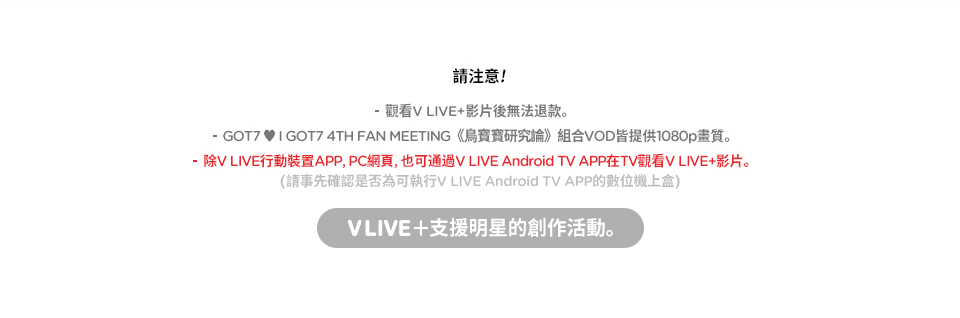 請注意!
- 觀看V LIVE+影片後無法退款。
- GOT7 ♥ I GOT7 4TH FAN MEETING《鳥寶寶研究論》組合VOD皆提供1080p畫質。
- 除V LIVE行動裝置APP, PC網頁, 也可通過V LIVE Android TV APP在TV觀看V LIVE+影片。
(請事先確認是否為可執行V LIVE Android TV APP的數位機上盒)
V LIVE+支援明星的創作活動。